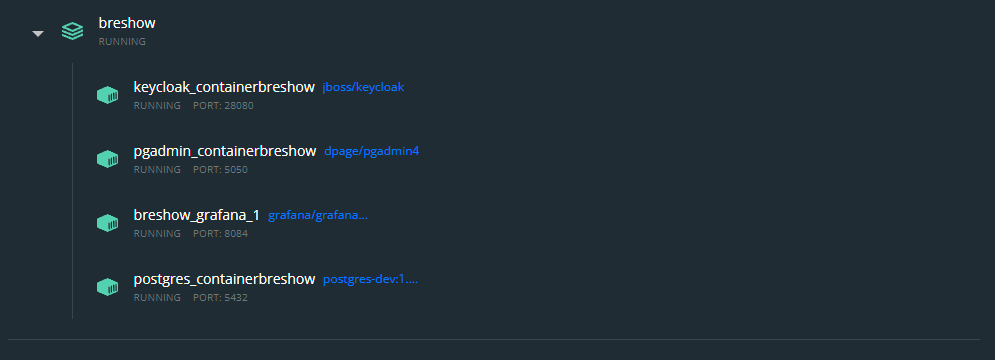 breshow
RUNNING
keycloak_containerbreshow jboss/keycloak
RUNNING PORT: 28080
pgadmin_containerbreshow dpage/pgadmin4
RUNNING PORT: 5050
breshow_grafana_1 grafana/grafana...
RUNNING PORT: 8084
postgres_containerbreshow postgres-dev:1....
RUNNING PORT: 5432